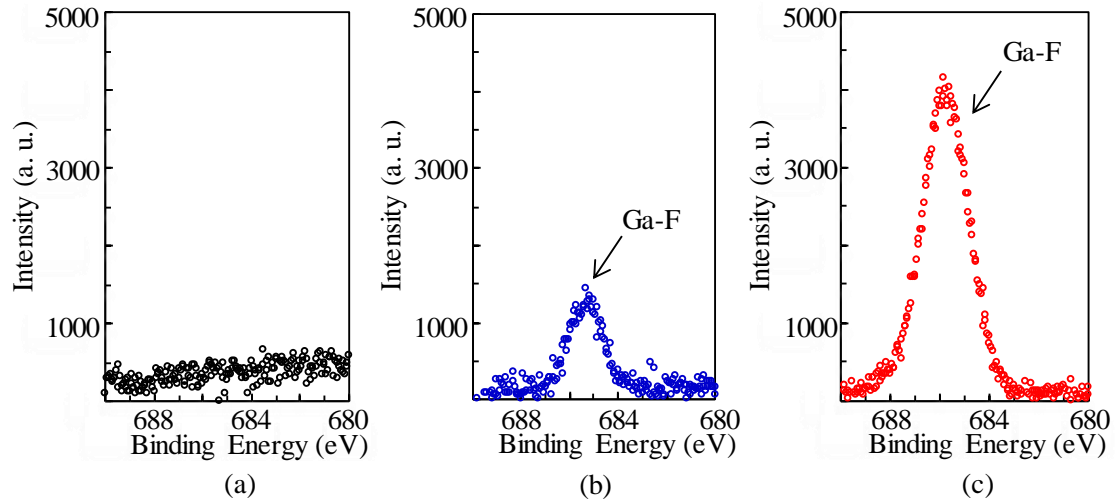 5000
3000
1000
Intensity (a. u.)
688
684
680
Binding Energy (eV)
(a)
5000
3000
1000
Intensity (a. u.)
Ga-F
688
684
680
Binding Energy (eV)
(b)
5000
3000
1000
Intensity (a. u.)
Ga-F
688
684
680
Binding Energy (eV)
(c)